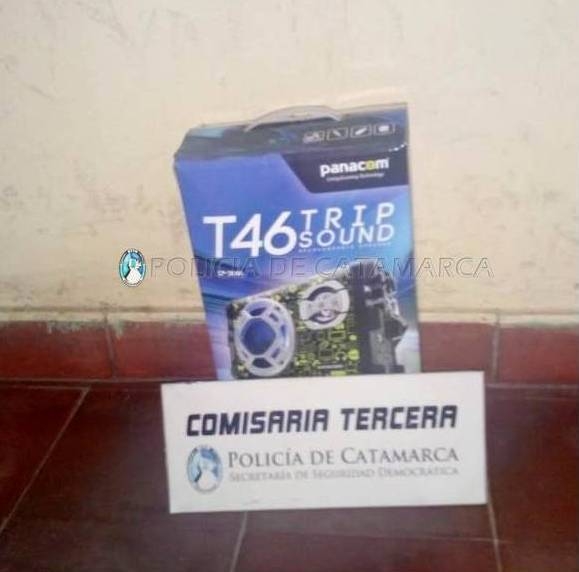 panacom
T46 TRIP
SOUND
POLICIA DE CATAMARCA
COMISARIA TERCERA
POLICÍA DE CATAMARCA
SECRETARÍA DE SEGURIDAD DEMOCRÁTICA